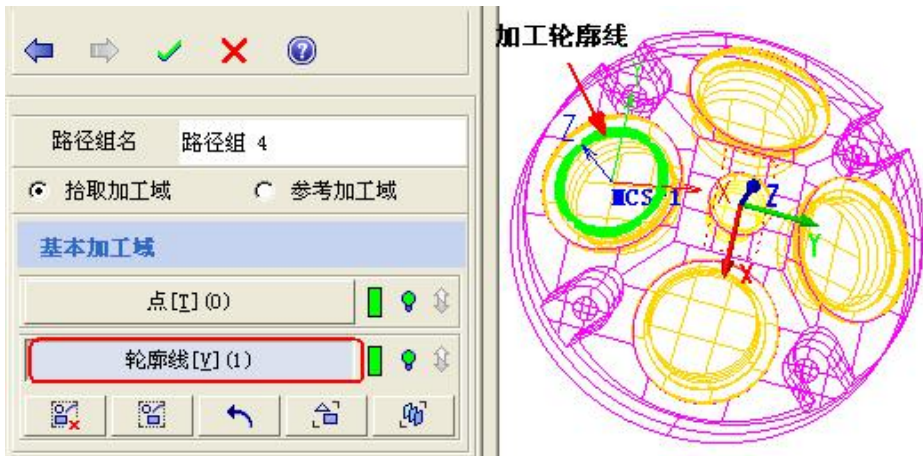 加工轮廓线
路径组名 路径组 4
拾取加工域 参考加工域
基本加工域
点[T](0)
轮廓线[V](1)
Y
Z
MCS 1 X Z
Y
X